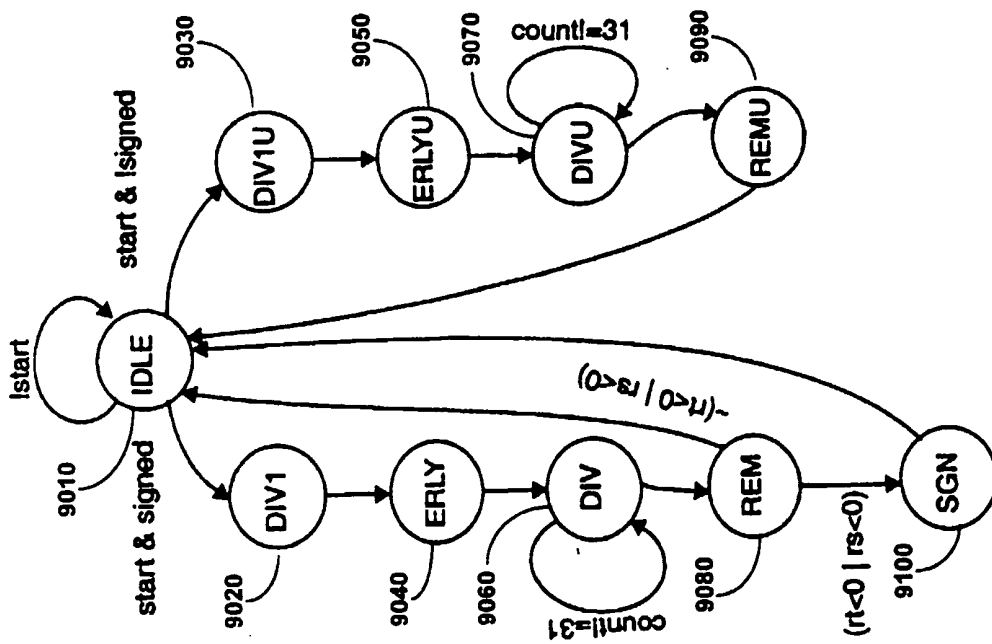 !start
9010
IDLE
start & signed
start & !signed
9020
DIV1
9030
DIV1U
9040
ERLY
9050
ERLYU
9060
DIV
count!=31
9070
DIVU
count!=31
9080
REM
~(rt<0 | rs<0)
9090
REMU
(rt<0 | rs<0)
9100
SGN